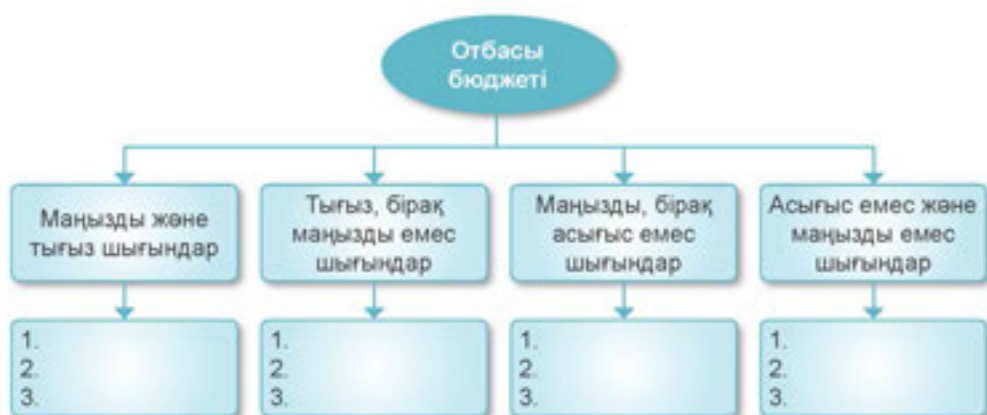 Отбасы
бюджеті
Маңызды және
тығыз шығындар
Тығыз, бірақ
маңызды емес
шығындар
Маңызды, бірақ
асығыс емес
шығындар
Асығыс емес және
маңызды емес
шығындар
1.
2.
3.
1.
2.
3.
1.
2.
3.
1.
2.
3.